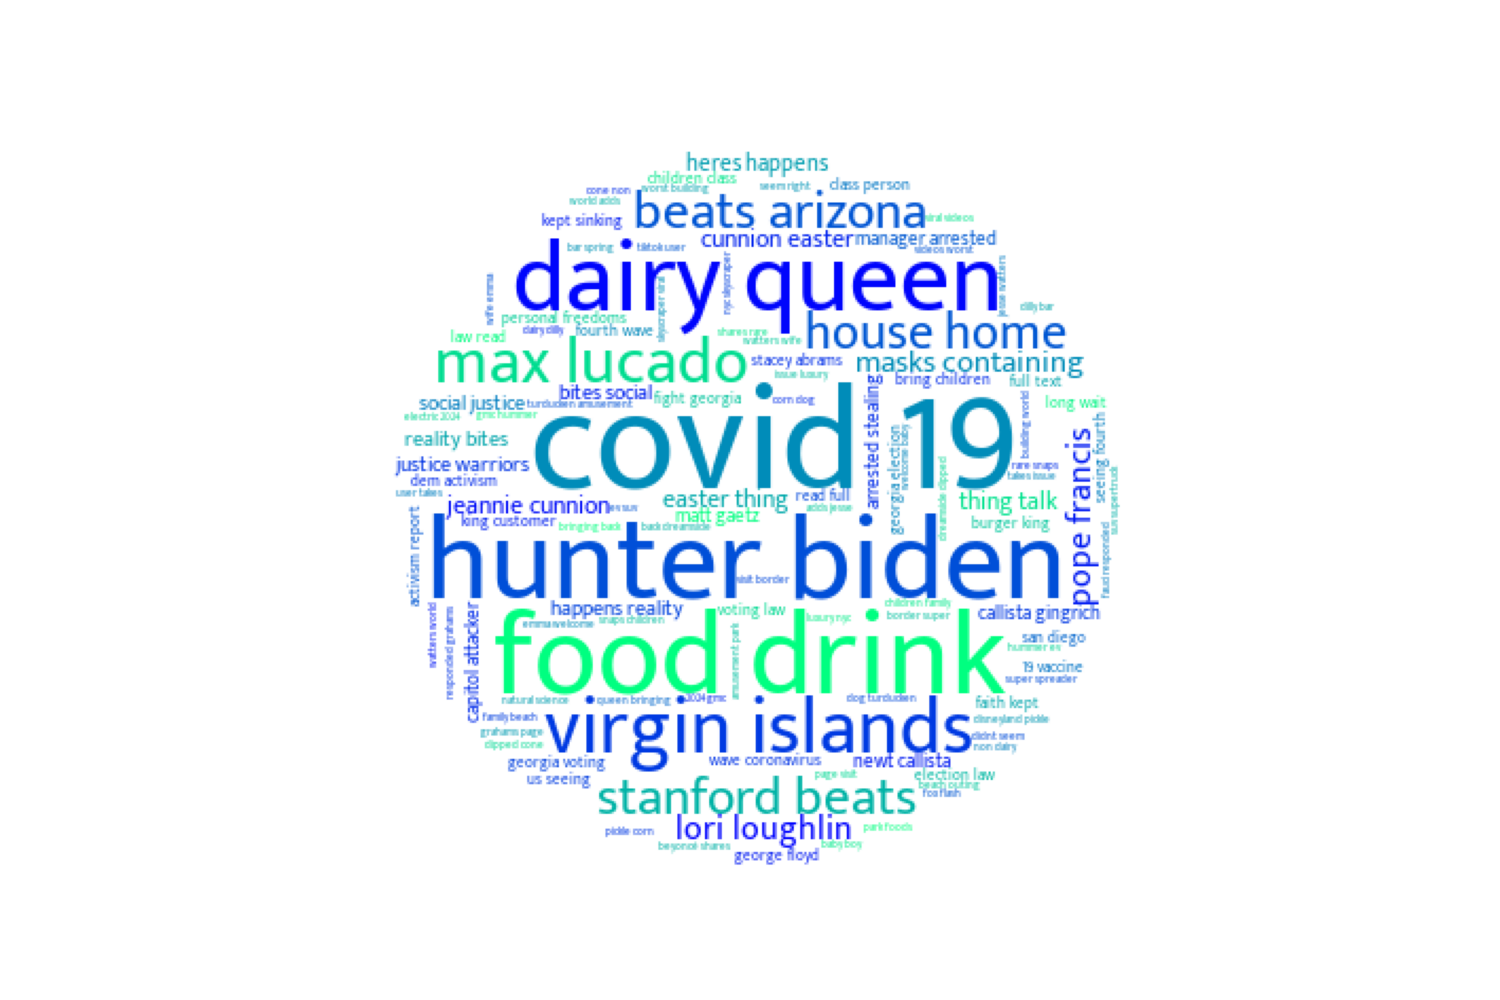 heres happens
children class
cone non
worst building
seem right
class person
world adds
kept sinking
beats arizona
viral videos
cunnion easter
manager arrested
bar spring
tiktok user
videos worst
dairy queen
nyc skyscraper
skyscraper viral
jesse watters
wife emma
dilly bar
personal freedoms
dairy dilly
fourth wave
shares rare
house home
law read
watters wife
max lucado
stacey abrams
masks containing
issue luxury
bring children
full text
bites social
fight georgia
corn dog
arrested stealing
social justice
turducken amusement
long wait
electric 2024
gmc hummer
building world
covid 19
reality bites
georgia election
welcome baby
seeing fourth
justice warriors
rare snaps
dem activism
takes issue
user takes
easter thing
read full
dreamside dipped
suv supertruck
jeannie cunnion
ev suv
adds jesse
thing talk
pope francis
king customer
matt gaetz
burger king
bringing back
back dreamside
activism report
hunter biden
faud responded
visit border
happens reality
voting law
children family
callista gingrich
emma welcome
snaps children
luxury nyc
border super
watters world
responded grahams
capitol attacker
san diego
food drink
amusement park
hummer ev
19 vaccine
super spreader
natural science
queen bringing
2024 gmc
dog turducken
faith kept
family beach
virgin islands
disneyland pickle
grahams page
didnt seem
dipped cone
non dairy
georgia voting
wave coronavirus
newt callista
us seeing
page visit
election law
beach outing
fox flash
stanford beats
pickle corn
lori loughlin
park foods
beyoncé shares
baby boy
george floyd